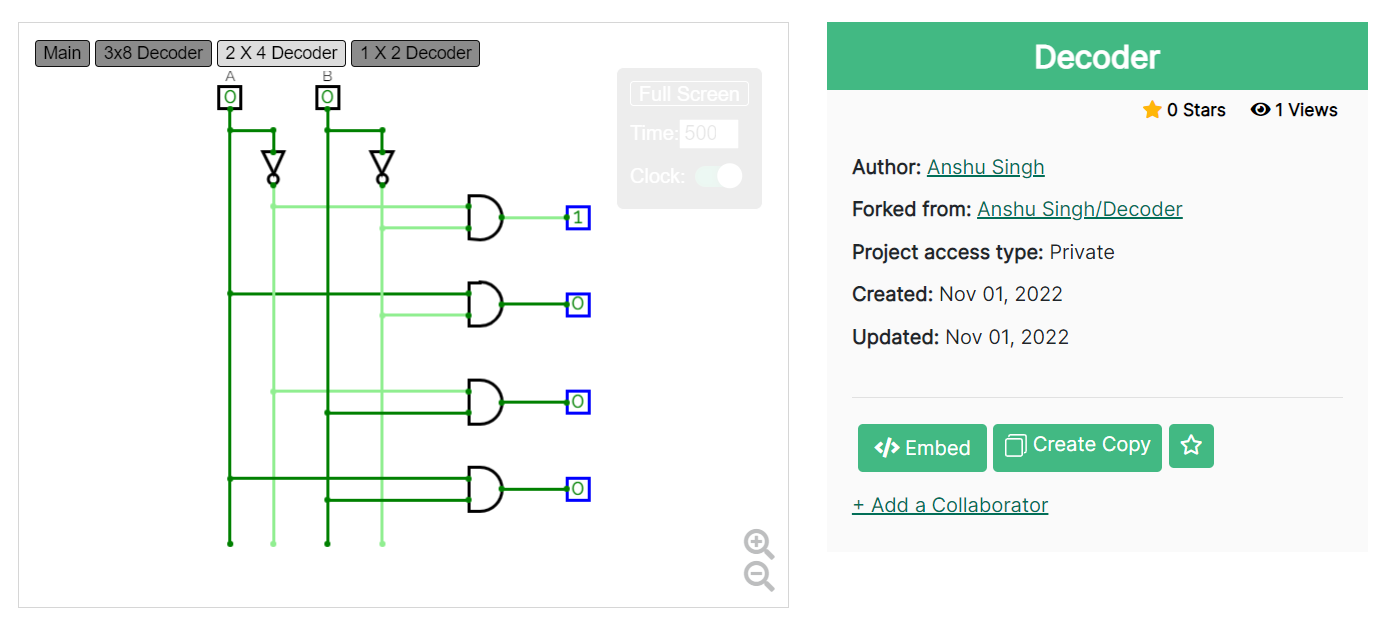 Main 3x8 Decoder 2 X 4 Decoder 1 X 2 Decoder
A B
0 0
Full Screen
Time: 500
Clock:
1
0
0
0
Decoder
0 Stars 1 Views
Author: Anshu Singh
Forked from: Anshu Singh/Decoder
Project access type: Private
Created: Nov 01, 2022
Updated: Nov 01, 2022
</> Embed Create Copy
+ Add a Collaborator